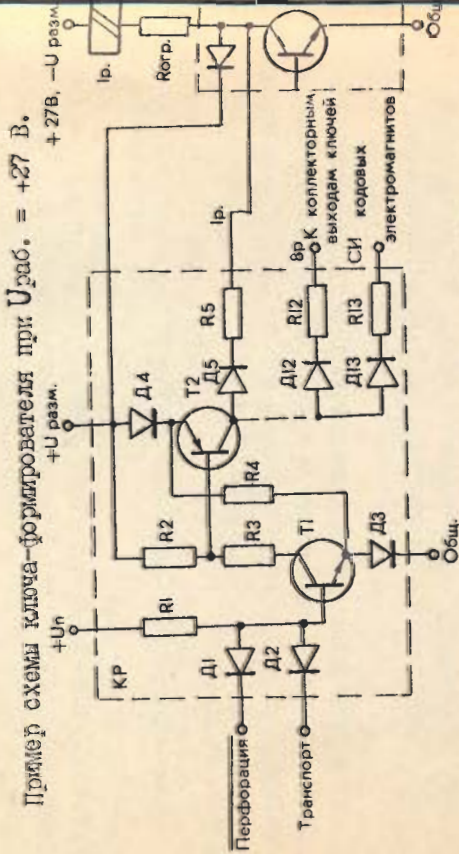 Пример схемы ключа-формирователя при Uраб. = +27 В.
+27В, −U разм.
Iр.
Rогр.
Общ.
+U разм.
+Uп
КР
R1
R2
Д4
T2
R3
R4
Д5
R5
Iр.
Д1
Д2
T1
Д3
Общ.
Перфорация
Транспорт
8р К коллекторным
выходам ключей
СИ кодовых
электромагнитов
Д12
R12
Д13
R13